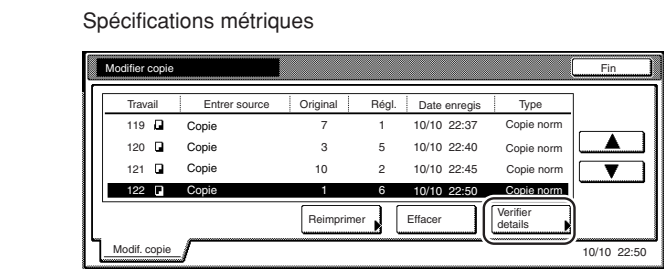 Spécifications métriques
Modifier copie Fin
Travail Entrer source Original Régl. Date enregis Type
119 Copie 7 1 10/10 22:37 Copie norm
120 Copie 3 5 10/10 22:40 Copie norm
121 Copie 10 2 10/10 22:45 Copie norm
122 Copie 1 6 10/10 22:50 Copie norm
Reimprimer Effacer Verifier
details
Modif. copie 10/10 22:50